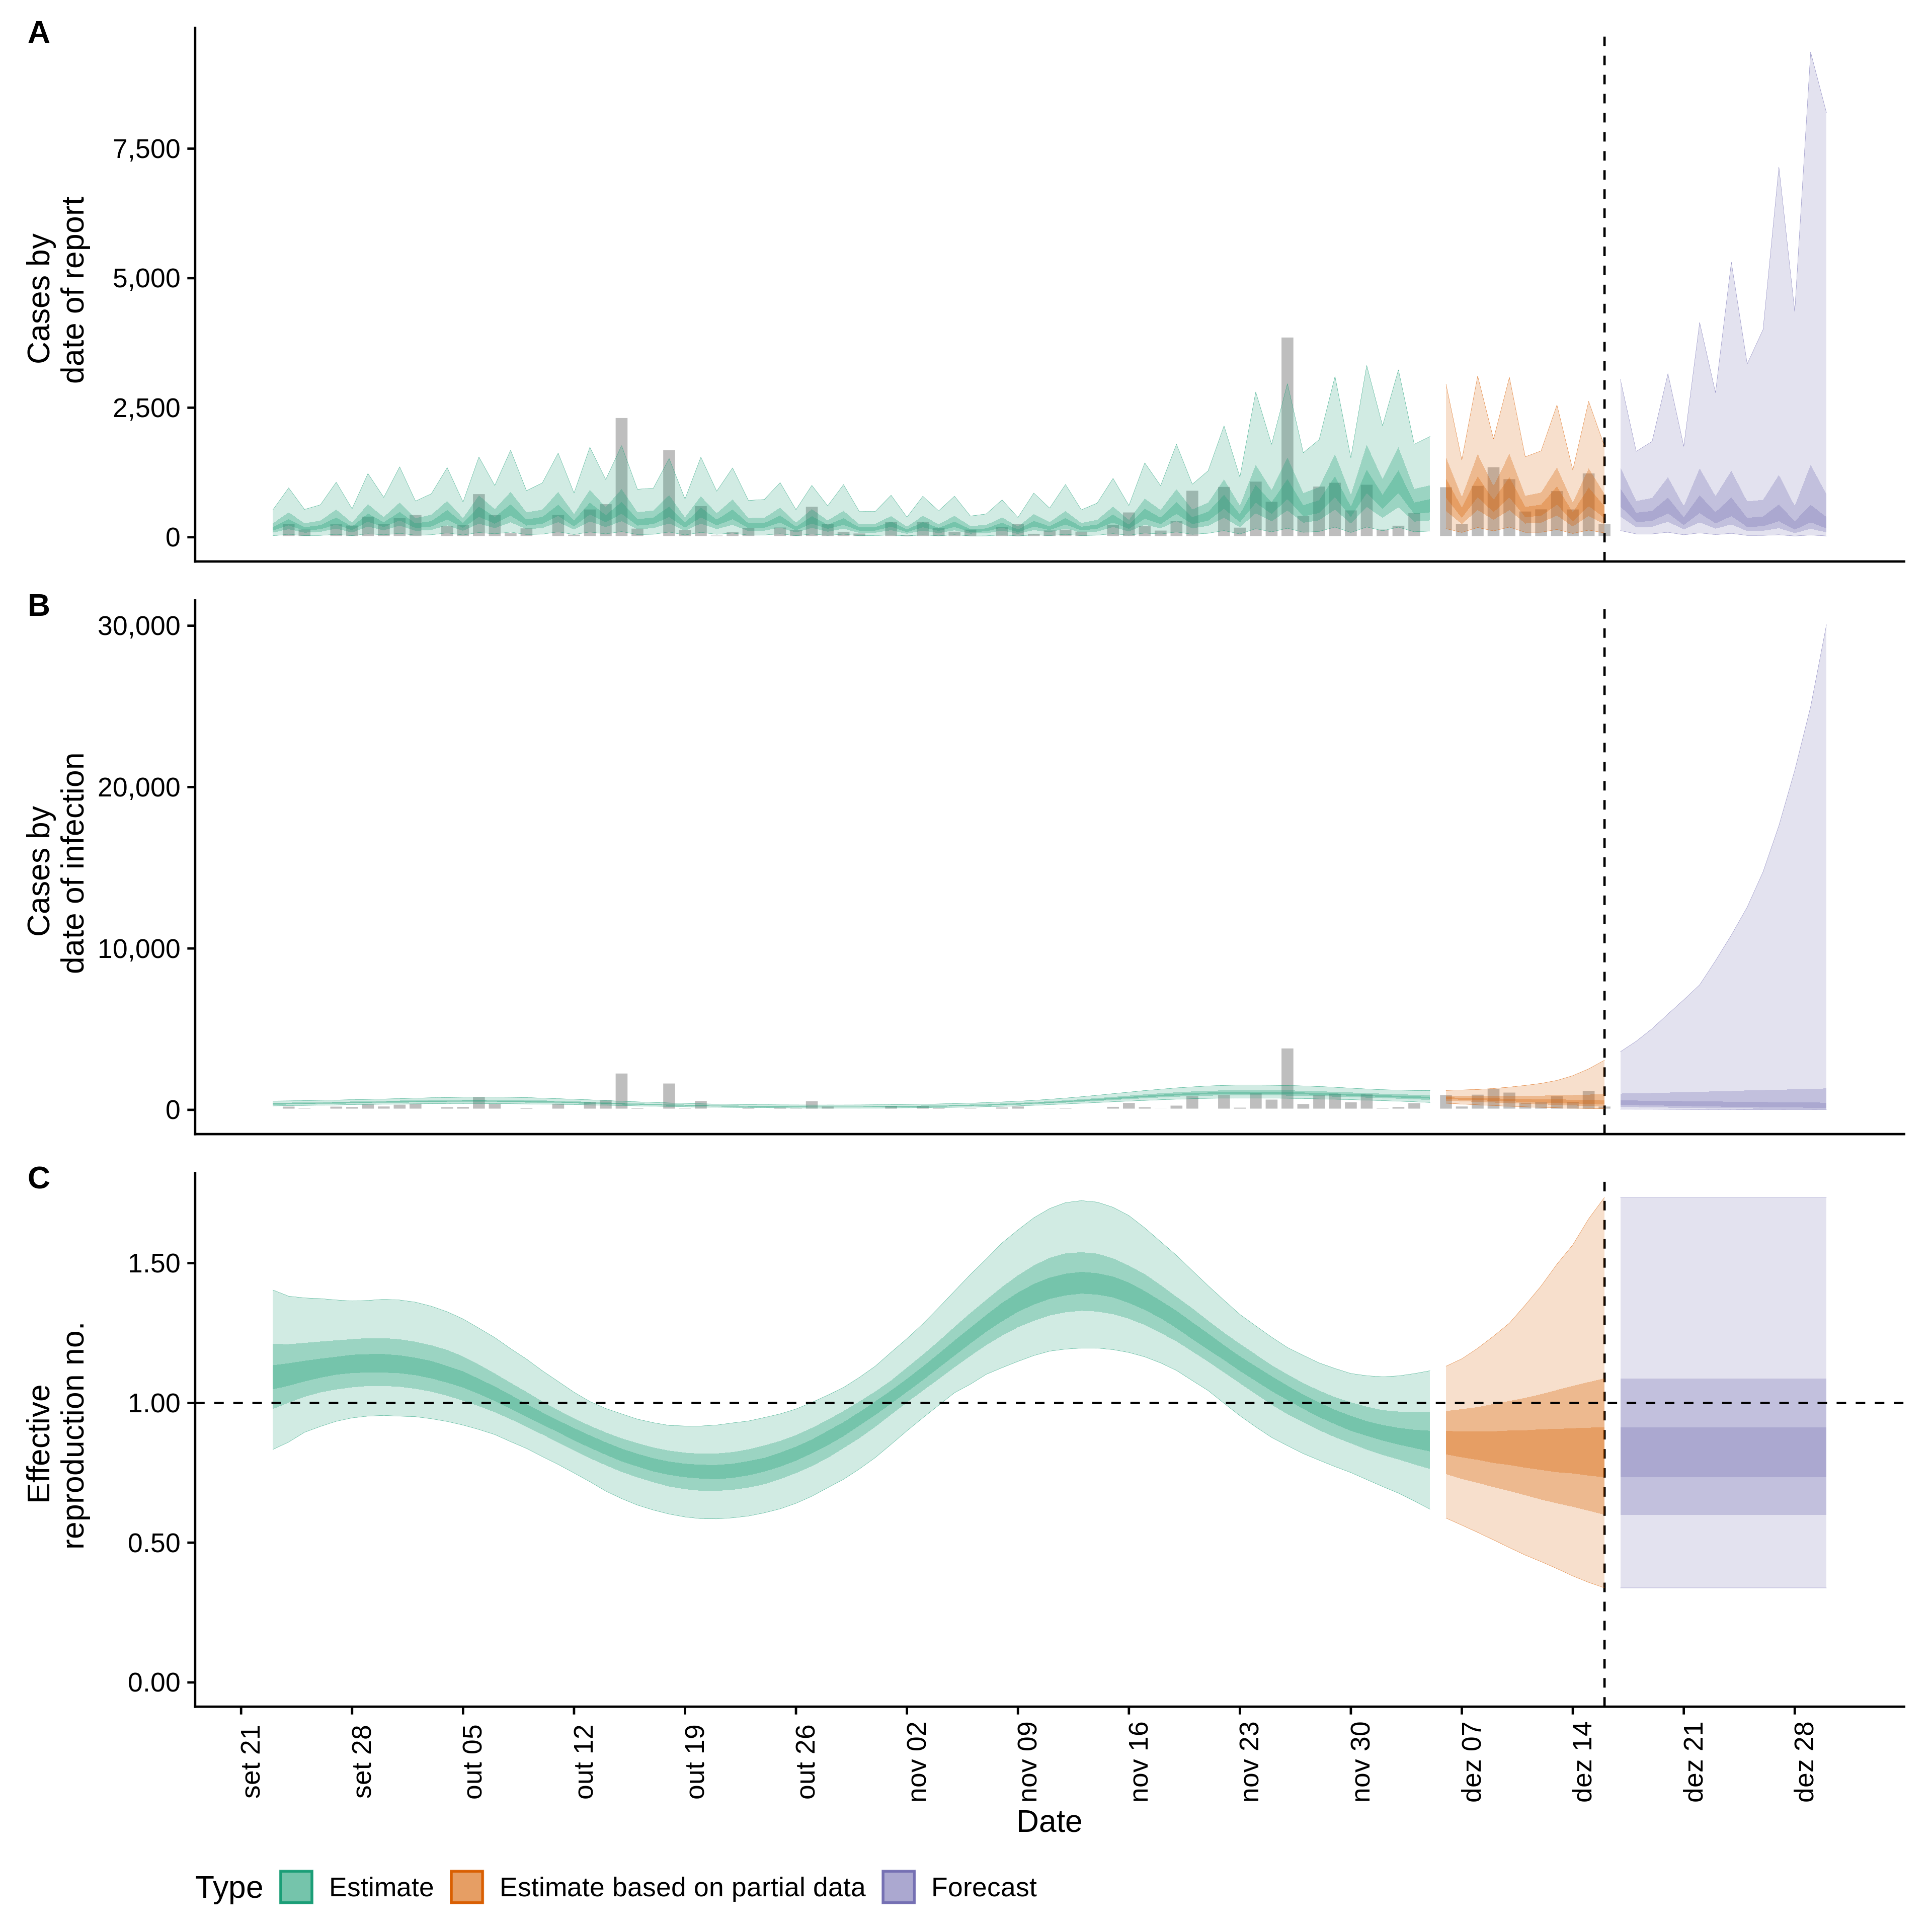 A
Cases by
date of report
7,500
5,000
2,500
0
B
Cases by
date of infection
30,000
20,000
10,000
0
C
Effective
reproduction no.
1.50
1.00
0.50
0.00
set 21
set 28
out 05
out 12
out 19
out 26
nov 02
nov 09
nov 16
nov 23
nov 30
dez 07
dez 14
dez 21
dez 28
Date
Type Estimate Estimate based on partial data Forecast